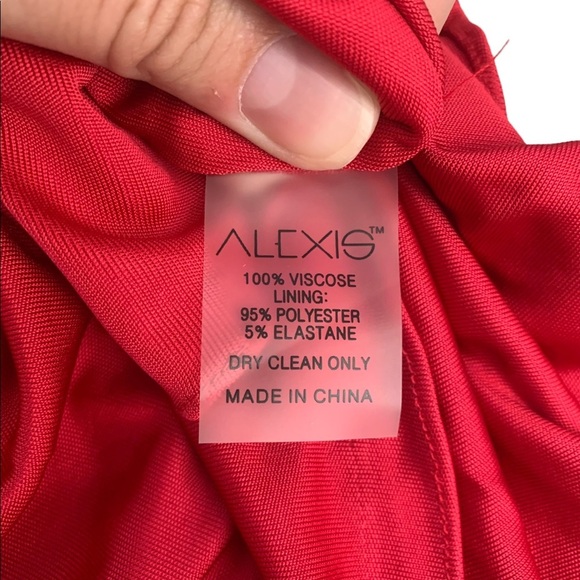 ALEXIS™
100% VISCOSE
LINING:
95% POLYESTER
5% ELASTANE
DRY CLEAN ONLY
MADE IN CHINA